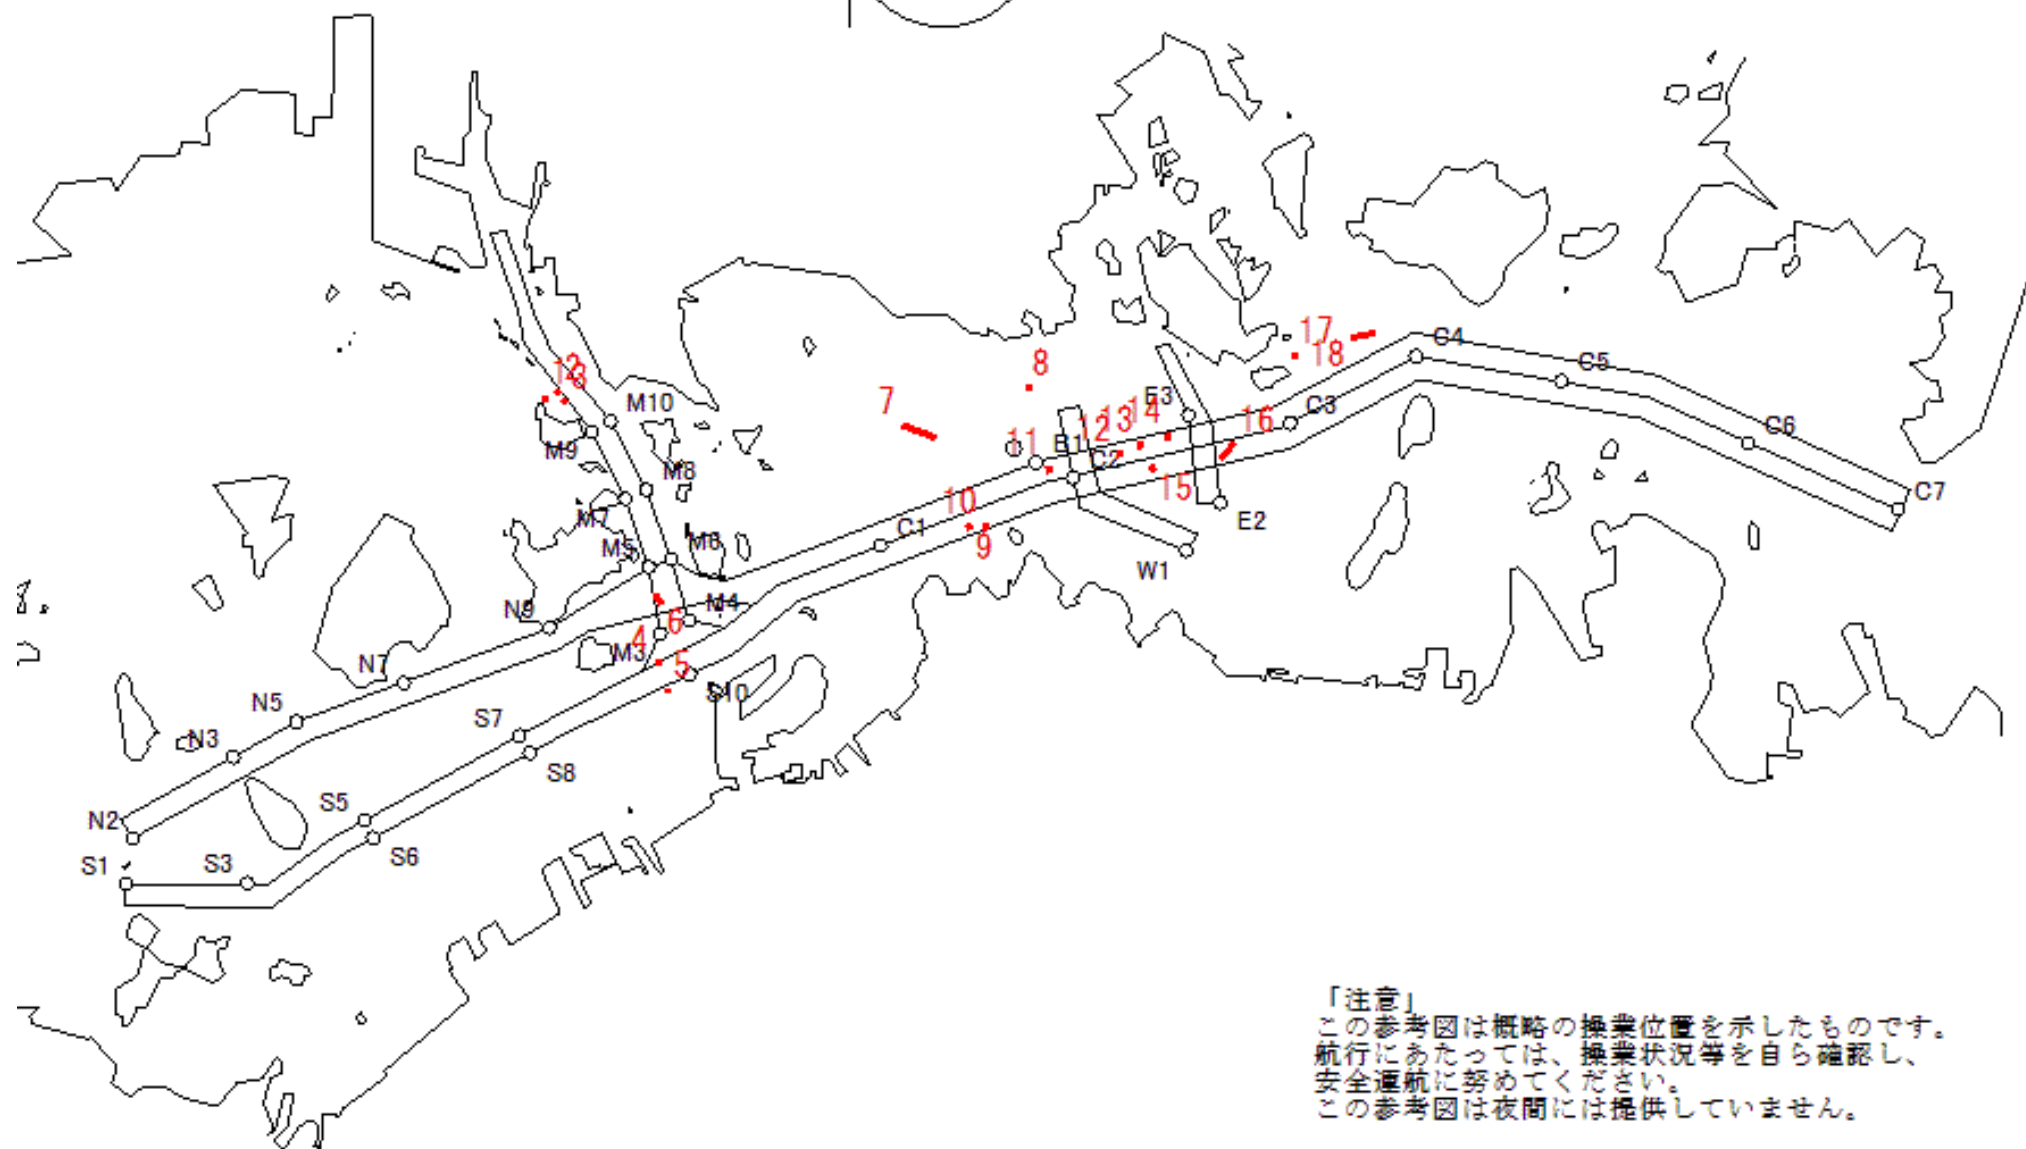 17
C4
18
8
C5
12
3
7
M10
E3
C3
14
13
16
12
C6
M9
11
B1
C2
M8
15
C7
10
E2
M7
C1
M5
M6
9
W1
N9
M4
6
4
M3
N7
5
S10
N5
S7
N3
S8
S5
N2
S6
S1
S3
「注意」
この参考図は概略の操業位置を示したものです。
航行にあたっては、操業状況等を自ら確認し、
安全運航に努めてください。
この参考図は夜間には提供していません。